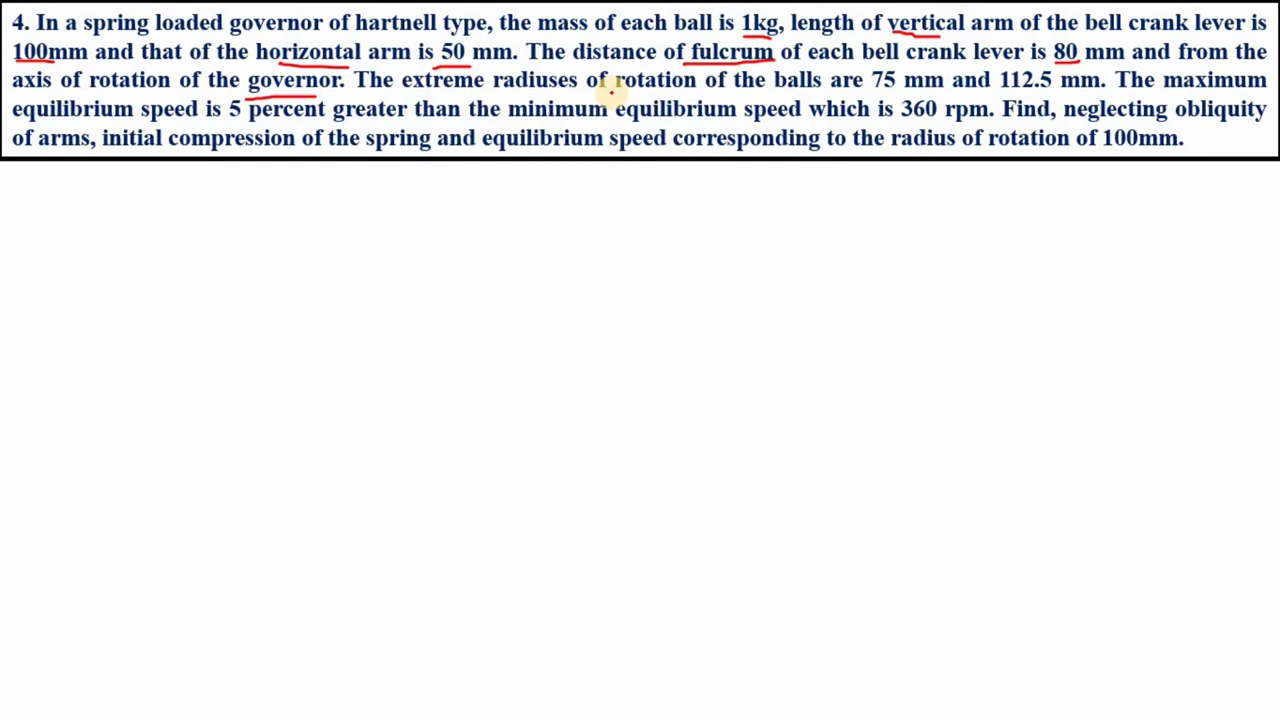 4. In a spring loaded governor of hartnell type, the mass of each ball is 1kg, length of vertical arm of the bell crank lever is
100mm and that of the horizontal arm is 50 mm. The distance of fulcrum of each bell crank lever is 80 mm and from the
axis of rotation of the governor. The extreme radiuses of rotation of the balls are 75 mm and 112.5 mm. The maximum
equilibrium speed is 5 percent greater than the minimum equilibrium speed which is 360 rpm. Find, neglecting obliquity
of arms, initial compression of the spring and equilibrium speed corresponding to the radius of rotation of 100mm.